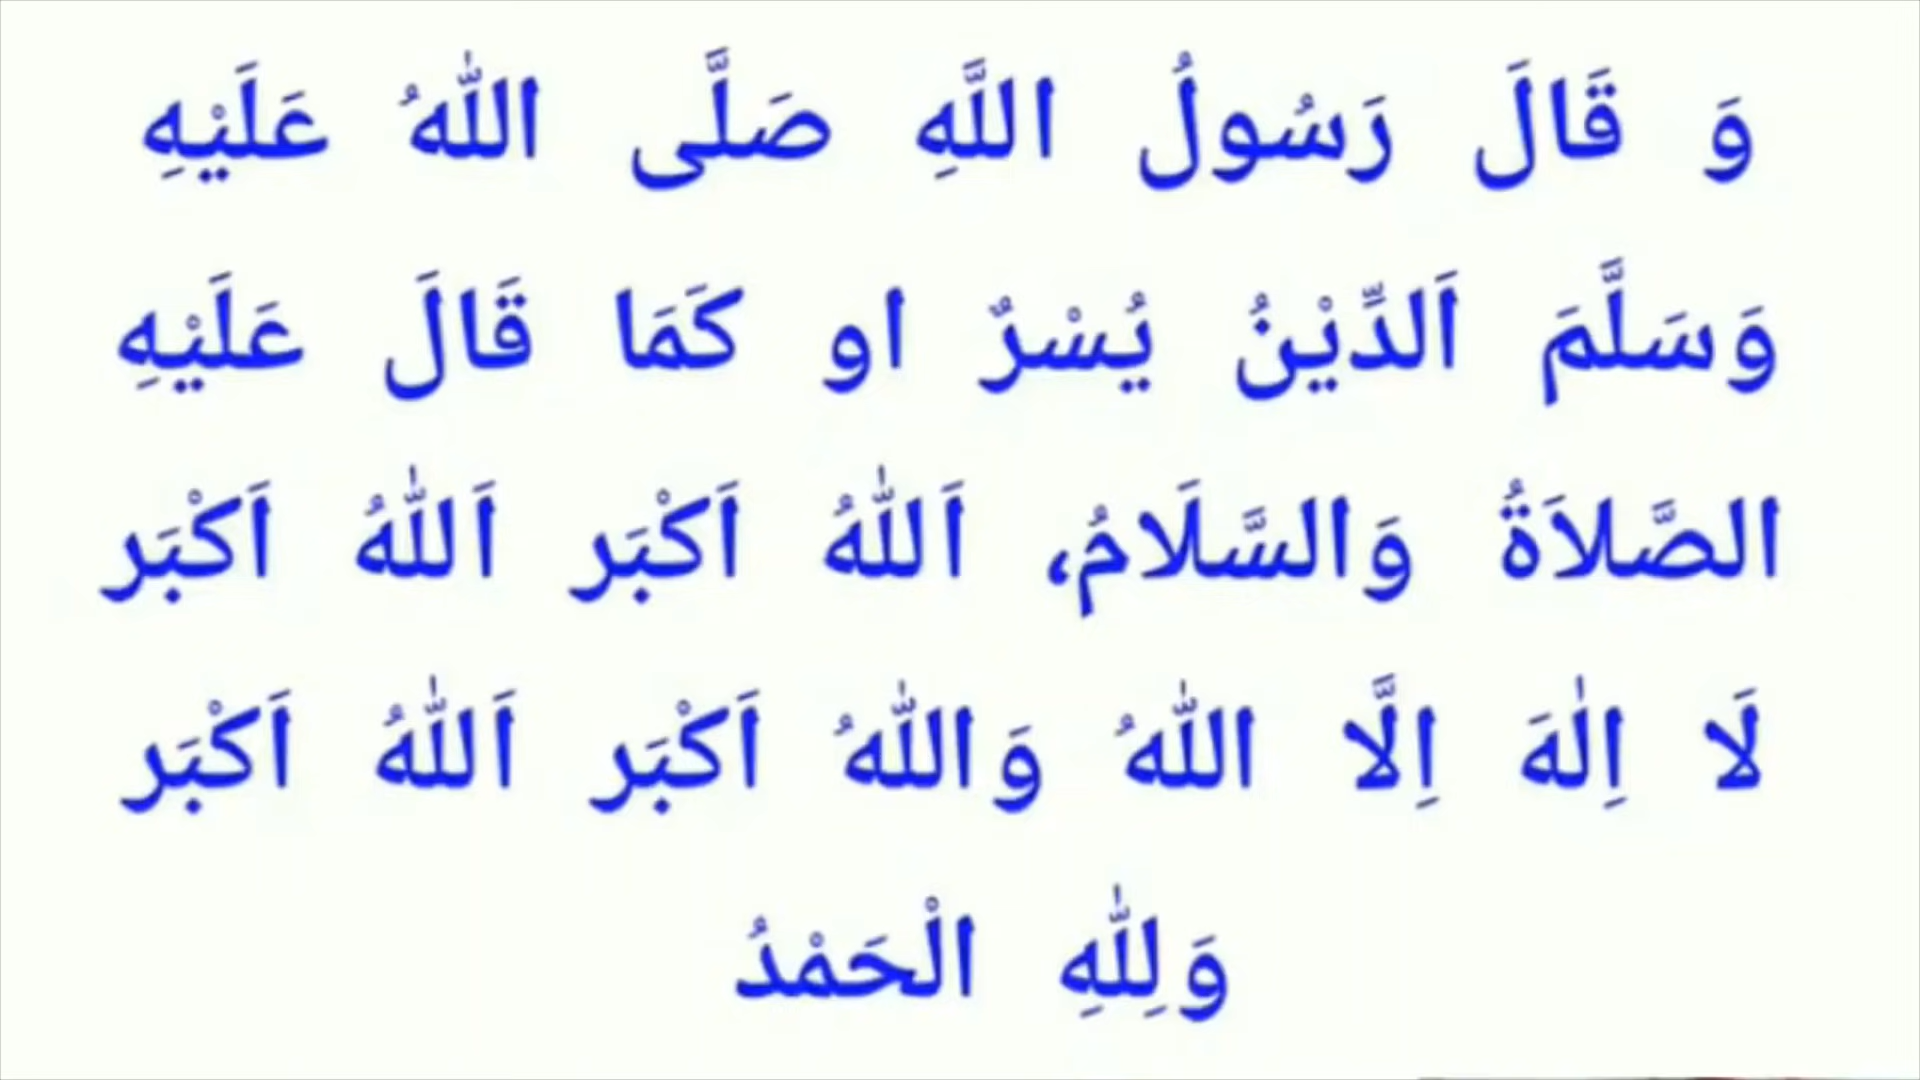 وَ قَالَ رَسُولُ اللَّهِ صَلَّى اللّٰهُ عَلَيْهِ
وَسَلَّمَ اَلدِّيْنُ يُسْرٌ او كَمَا قَالَ عَلَيْهِ
الصَّلاَةُ وَالسَّلَامُ، اَللّٰهُ اَكْبَر اَللّٰهُ اَكْبَر
لَا اِلٰهَ اِلَّا اللّٰهُ وَاللّٰهُ اَكْبَر اَللّٰهُ اَكْبَر
وَلِلّٰهِ الْحَمْدُ